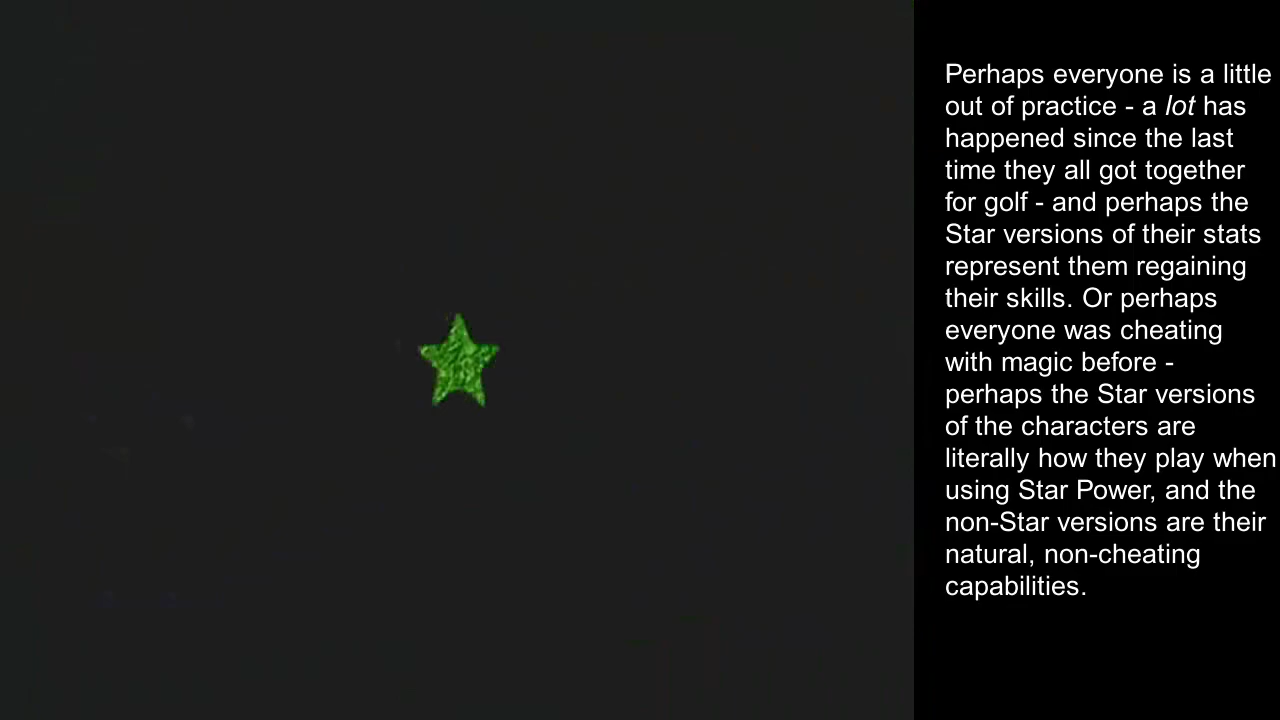 Perhaps everyone is a little
out of practice - a lot has
happened since the last
time they all got together
for golf - and perhaps the
Star versions of their stats
represent them regaining
their skills. Or perhaps
everyone was cheating
with magic before -
perhaps the Star versions
of the characters are
literally how they play when
using Star Power, and the
non-Star versions are their
natural, non-cheating
capabilities.